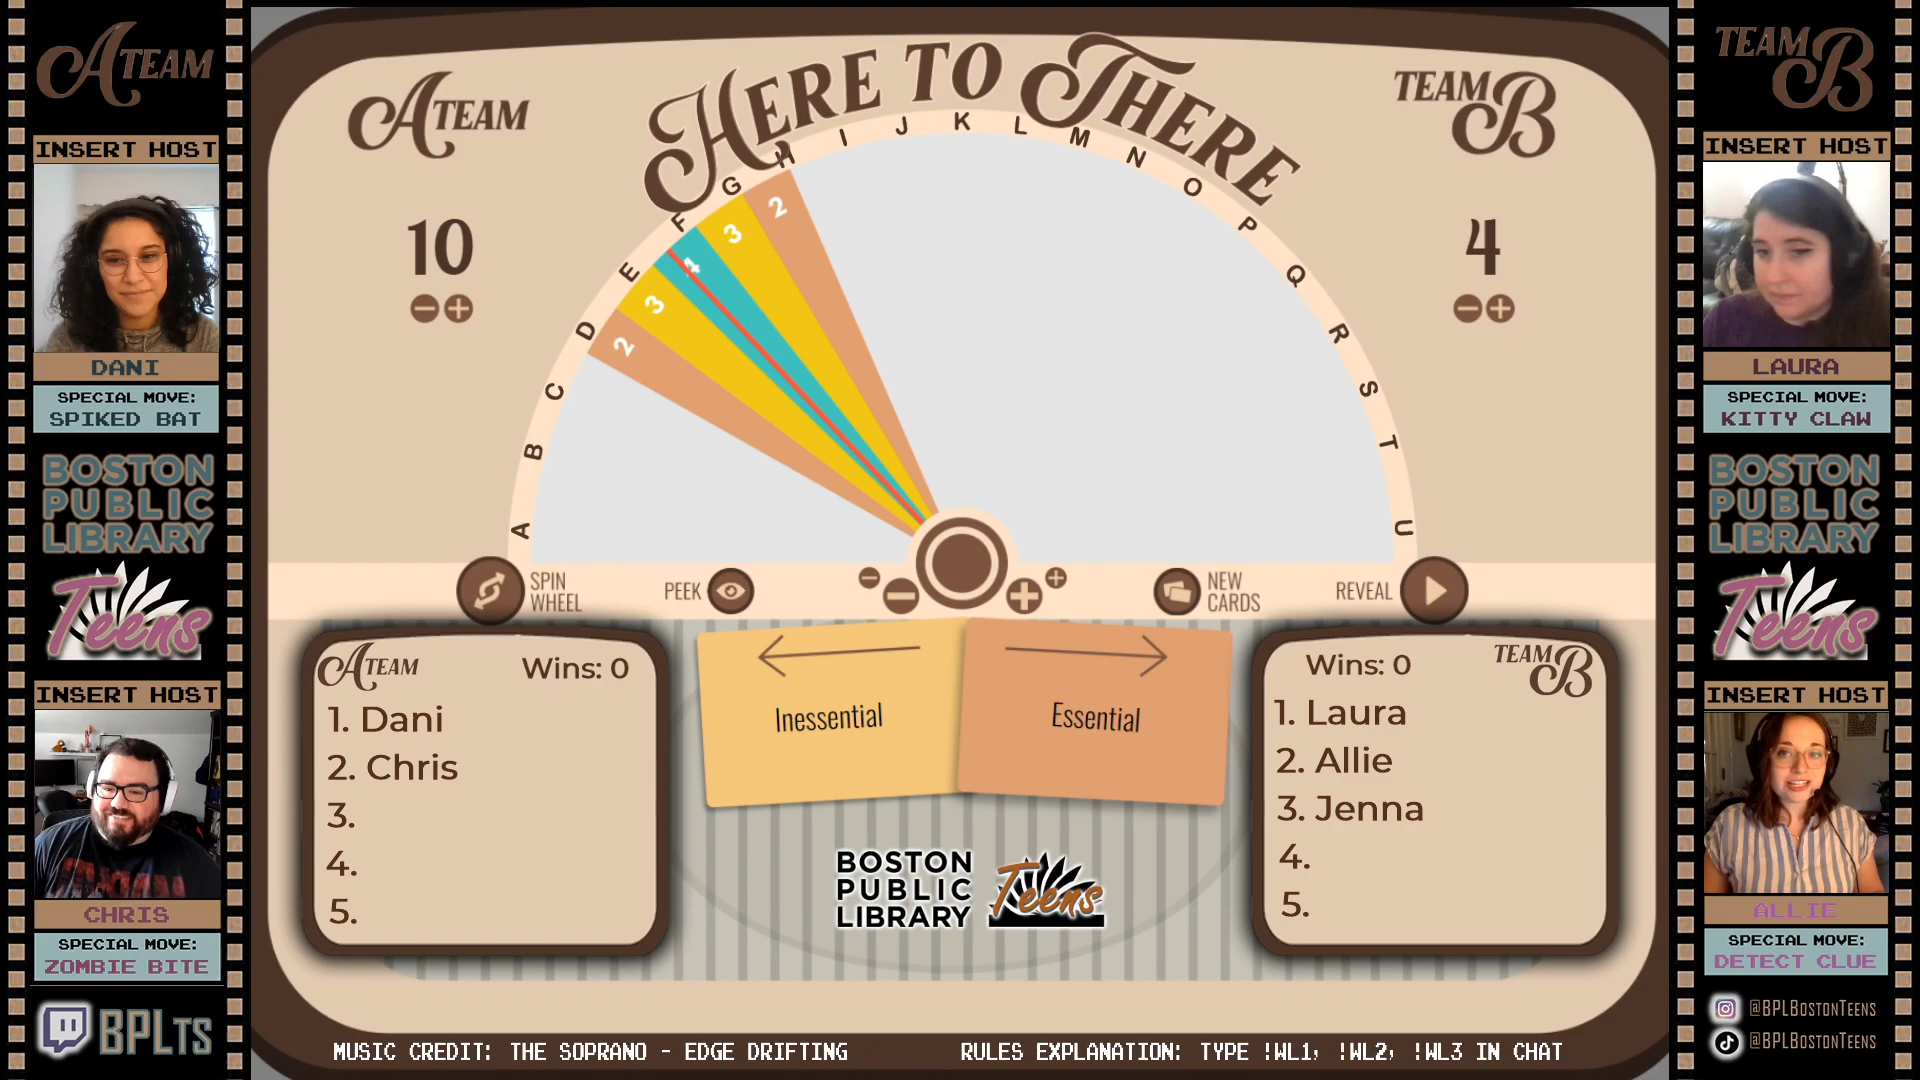 A TEAM
HERE TO THERE
TEAM B
A TEAM
TEAM B
INSERT HOST
DANI
SPECIAL MOVE:
SPIKED BAT
BOSTON
PUBLIC
LIBRARY
Teens
INSERT HOST
CHRIS
SPECIAL MOVE:
ZOMBIE BITE
BPLTS
10
4
A B C D E F G H I J K L M N O P Q R S T U
2 3 4 3 2
SPIN
WHEEL
PEEK
NEW
CARDS
REVEAL
A TEAM
Wins: 0
1. Dani
2. Chris
3.
4.
5.
Inessential
Essential
BOSTON
PUBLIC
LIBRARY
Teens
Wins: 0
TEAM B
1. Laura
2. Allie
3. Jenna
4.
5.
MUSIC CREDIT: THE SOPRANO - EDGE DRIFTING
RULES EXPLANATION: TYPE !WL1, !WL2, !WL3 IN CHAT
INSERT HOST
LAURA
SPECIAL MOVE:
KITTY CLAW
BOSTON
PUBLIC
LIBRARY
Teens
INSERT HOST
ALLIE
SPECIAL MOVE:
DETECT CLUE
@BPLBOSTONTEENS
@BPLBOSTONTEENS